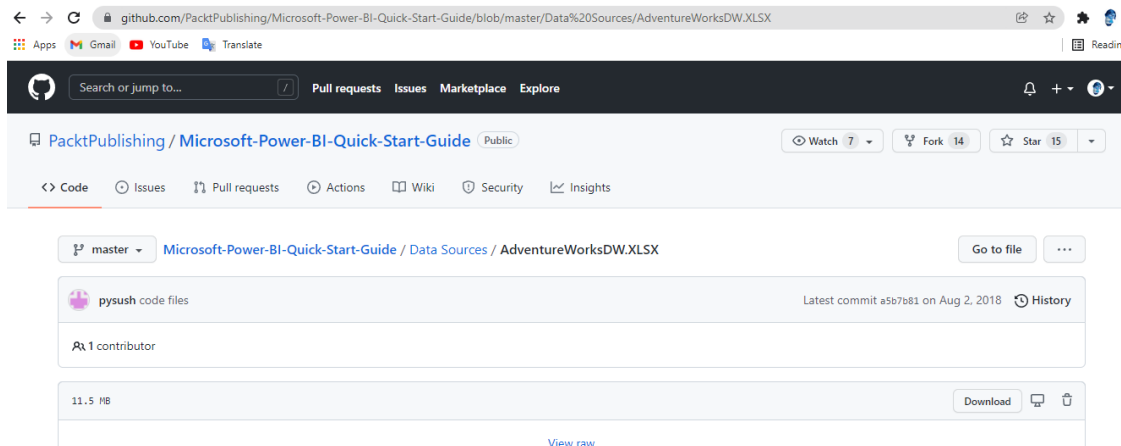 github.com/PacktPublishing/Microsoft-Power-BI-Quick-Start-Guide/blob/master/Data%20Sources/AdventureWorksDW.XLSX
Apps Gmail YouTube Translate Readin
Search or jump to... / Pull requests Issues Marketplace Explore
PacktPublishing / Microsoft-Power-BI-Quick-Start-Guide Public Watch 7 Fork 14 Star 15
<> Code Issues Pull requests Actions Wiki Security Insights
master Microsoft-Power-BI-Quick-Start-Guide / Data Sources / AdventureWorksDW.XLSX Go to file ...
pysush code files Latest commit a5b7b81 on Aug 2, 2018 History
1 contributor
11.5 MB Download
View raw